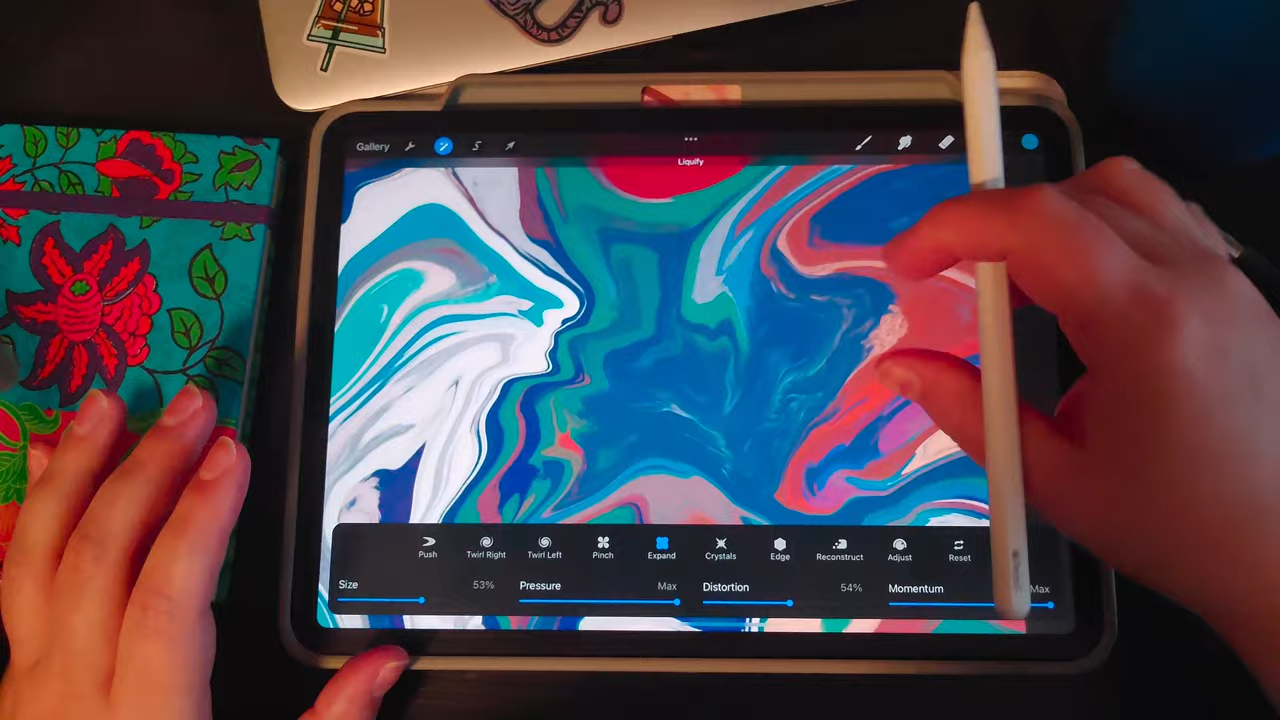 Gallery
Liquify
Push Twirl Right Twirl Left Pinch Expand Crystals Edge Reconstruct Adjust Reset
Size 53% Pressure Max Distortion 54% Momentum Max